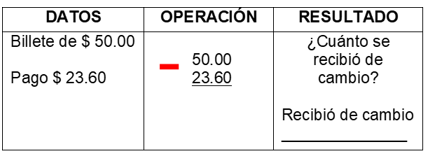 DATOS OPERACIÓN RESULTADO
Billete de $ 50.00
Pago $ 23.60
50.00
- 23.60
¿Cuánto se
recibió de
cambio?
Recibió de cambio